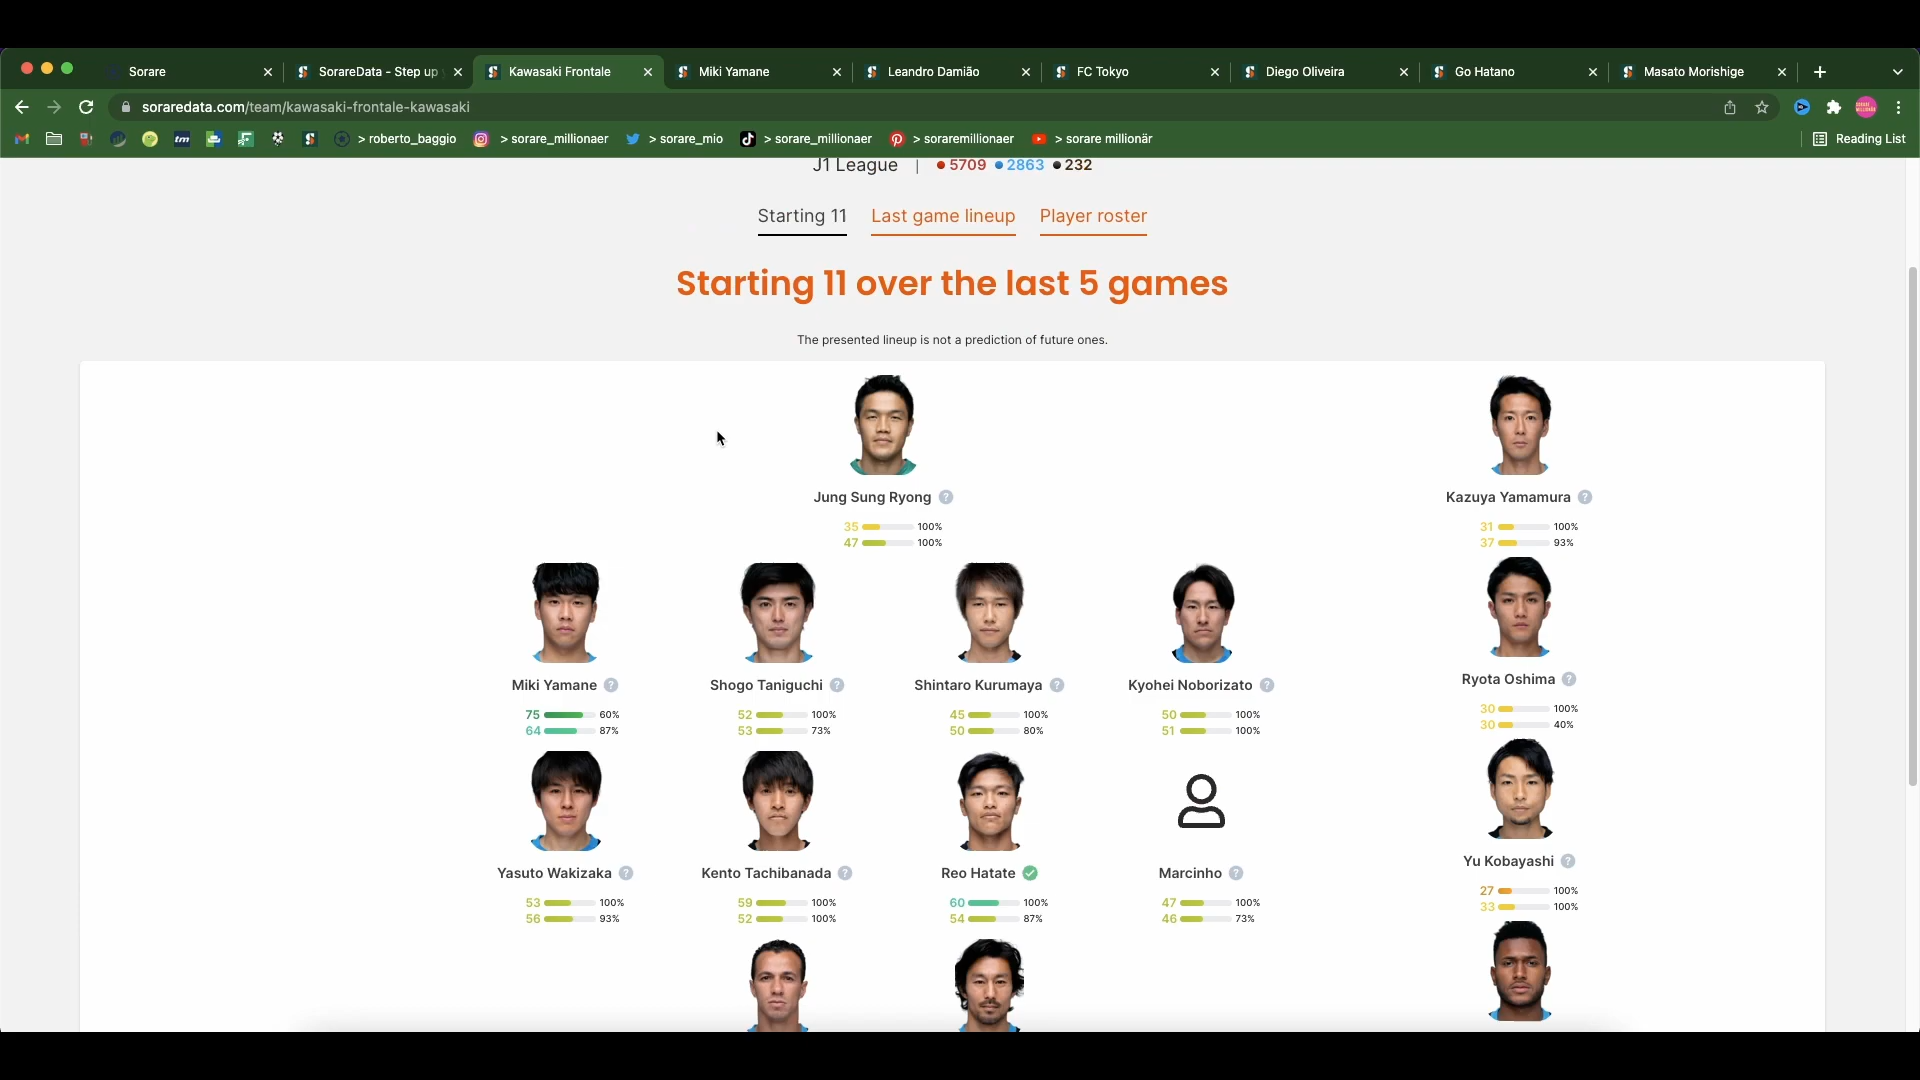 Sorare
SorareData - Step up
Kawasaki Frontale
Miki Yamane
Leandro Damião
FC Tokyo
Diego Oliveira
Go Hatano
Masato Morishige
soraredata.com/team/kawasaki-frontale-kawasaki
tm
> roberto_baggio
> sorare_millionaer
> sorare_mio
> sorare_millionaer
> soraremillionaer
> sorare millionär
Reading List
J1 League | 5709 2863 232
Starting 11 Last game lineup Player roster
Starting 11 over the last 5 games
The presented lineup is not a prediction of future ones.
Jung Sung Ryong ?
35 100%
47 100%
Kazuya Yamamura ?
31 100%
37 93%
Miki Yamane ?
75 60%
64 87%
Shogo Taniguchi ?
52 100%
53 73%
Shintaro Kurumaya ?
45 100%
50 80%
Kyohei Noborizato ?
50 100%
51 100%
Ryota Oshima ?
30 100%
30 40%
Yasuto Wakizaka ?
53 100%
56 93%
Kento Tachibanada ?
59 100%
52 100%
Reo Hatate
60 100%
54 87%
Marcinho ?
47 100%
46 73%
Yu Kobayashi ?
27 100%
33 100%